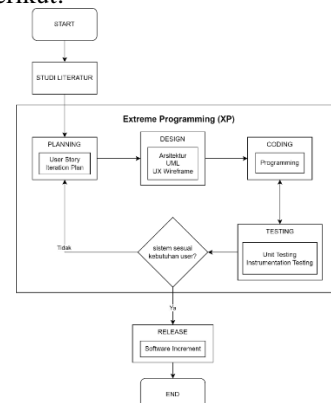 erikut:
START
STUDI LITERATUR
Extreme Programming (XP)
PLANNING
User Story
Iteration Plan
DESIGN
Arsitektur
UML
UX Wireframe
CODING
Programming
TESTING
Unit Testing
Instrumentation Testing
sistem sesuai
kebutuhan user?
Tidak
Ya
RELEASE
Software Increment
END